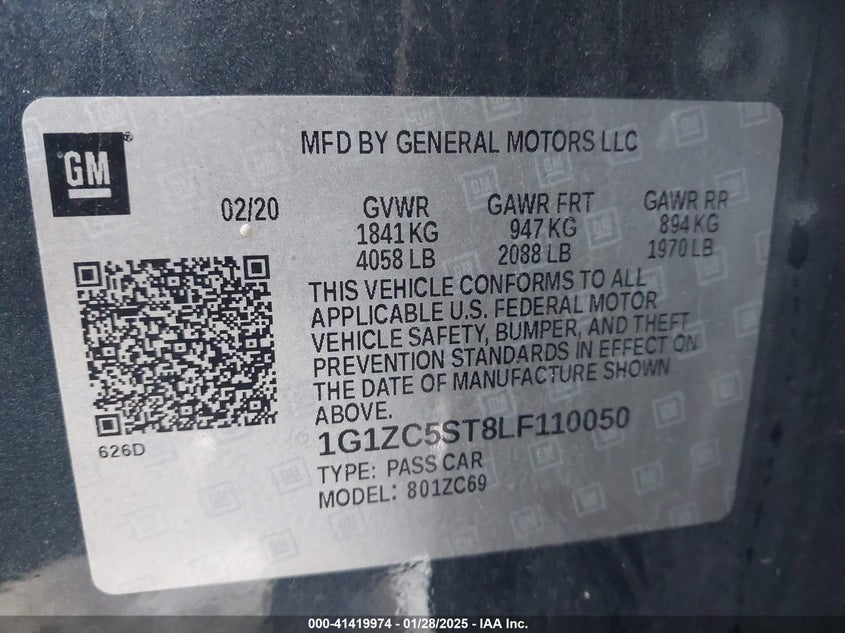 GM
MFD BY GENERAL MOTORS LLC
02/20 GVWR GAWR FRT GAWR RR
1841 KG 947 KG 894 KG
4058 LB 2088 LB 1970 LB
THIS VEHICLE CONFORMS TO ALL
APPLICABLE U.S. FEDERAL MOTOR
VEHICLE SAFETY, BUMPER, AND THEFT
PREVENTION STANDARDS IN EFFECT ON
THE DATE OF MANUFACTURE SHOWN
ABOVE.
626D
1G1ZC5ST8LF110050
TYPE: PASS CAR
MODEL: 801ZC69
000-41419974 - 01/28/2025 - IAA Inc.